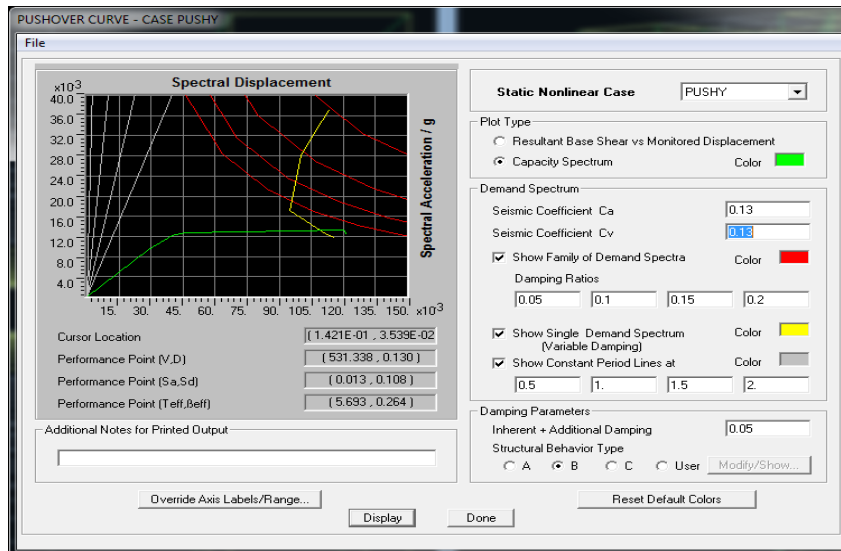 PUSHOVER CURVE - CASE PUSHY
File
Spectral Displacement
x10-3
40.0
36.0
32.0
28.0
24.0
20.0
16.0
12.0
8.0
4.0
Spectral Acceleration / g
15. 30. 45. 60. 75. 90. 105. 120. 135. 150. x10-3
Cursor Location ( 1.421E-01 , 3.539E-02
Performance Point (V,D) ( 531.338 , 0.130 )
Performance Point (Sa,Sd) ( 0.013 , 0.108 )
Performance Point (Teff,βeff) ( 5.693 , 0.264 )
Additional Notes for Printed Output
Static Nonlinear Case PUSHY
Plot Type
Resultant Base Shear vs Monitored Displacement
Capacity Spectrum Color
Demand Spectrum
Seismic Coefficient Ca 0.13
Seismic Coefficient Cv 0.13
Show Family of Demand Spectra Color
Damping Ratios
0.05 0.1 0.15 0.2
Show Single Demand Spectrum Color
(Variable Damping)
Show Constant Period Lines at Color
0.5 1. 1.5 2.
Damping Parameters
Inherent + Additional Damping 0.05
Structural Behavior Type
A B C User Modify/Show...
Override Axis Labels/Range... Reset Default Colors
Display Done